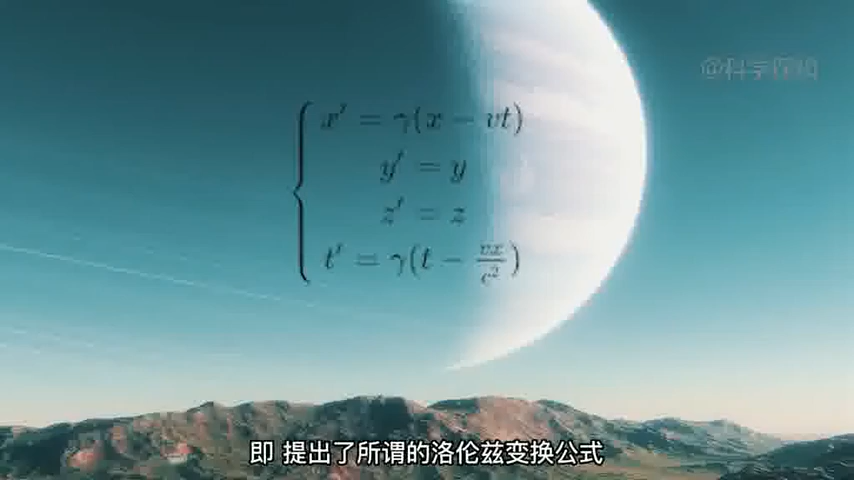 x′ = γ(x − vt)
y′ = y
z′ = z
t′ = γ(t − vx/c²)
即 提出了所谓的洛伦兹变换公式